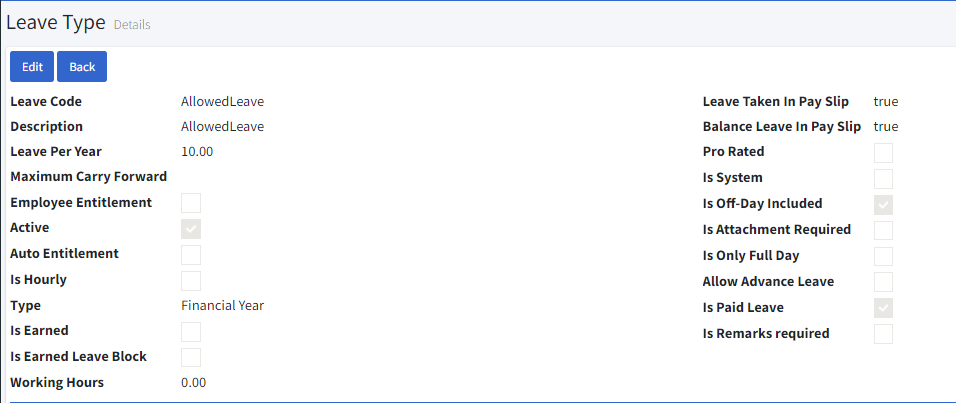 Leave Type Details
Edit Back
Leave Code AllowedLeave
Description AllowedLeave
Leave Per Year 10.00
Maximum Carry Forward
Employee Entitlement
Active
Auto Entitlement
Is Hourly
Type Financial Year
Is Earned
Is Earned Leave Block
Working Hours 0.00
Leave Taken In Pay Slip true
Balance Leave In Pay Slip true
Pro Rated
Is System
Is Off-Day Included
Is Attachment Required
Is Only Full Day
Allow Advance Leave
Is Paid Leave
Is Remarks required